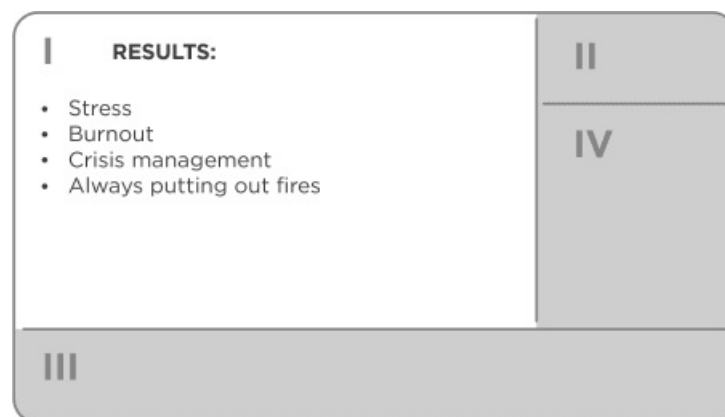 I RESULTS:
• Stress
• Burnout
• Crisis management
• Always putting out fires
II
IV
III